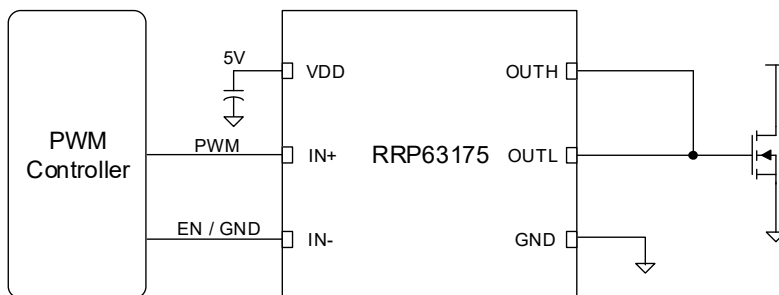 PWM
Controller
5V
PWM
EN / GND
VDD
IN+
IN-
RRP63175
OUTH
OUTL
GND